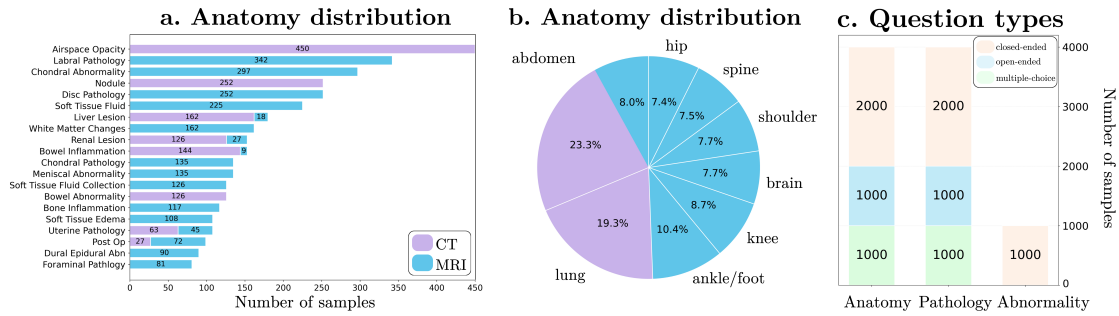 a. Anatomy distribution
Airspace Opacity 450
Labral Pathology 342
Chondral Abnormality 297
Nodule 252
Disc Pathology 252
Soft Tissue Fluid 225
Liver Lesion 162 18
White Matter Changes 162
Renal Lesion 126 27
Bowel Inflammation 144 9
Chondral Pathology 135
Meniscal Abnormality 135
Soft Tissue Fluid Collection 126
Bowel Abnormality 126
Bone Inflammation 117
Soft Tissue Edema 108
Uterine Pathology 63 45
Post Op 27 72
Dural Epidural Abn 90
Foraminal Pathlogy 81
CT
MRI
0 50 100 150 200 250 300 350 400 450
Number of samples
b. Anatomy distribution
hip
abdomen
spine
shoulder
brain
knee
ankle/foot
lung
8.0%
7.4%
7.5%
7.7%
7.7%
8.7%
10.4%
19.3%
23.3%
c. Question types
closed-ended
open-ended
multiple-choice
2000 2000
1000 1000
1000 1000 1000
4000
3000
2000
1000
0
Number of samples
Anatomy Pathology Abnormality